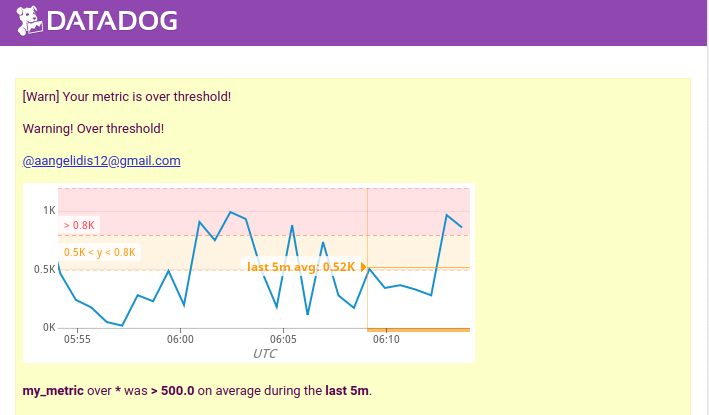 DATADOG
[Warn] Your metric is over threshold!
Warning! Over threshold!
@aangelidis12@gmail.com
1K
> 0.8K
0.5K < y < 0.8K
0.5K
last 5m avg: 0.52K
0K
05:55 06:00 06:05 06:10
UTC
my_metric over * was > 500.0 on average during the last 5m.